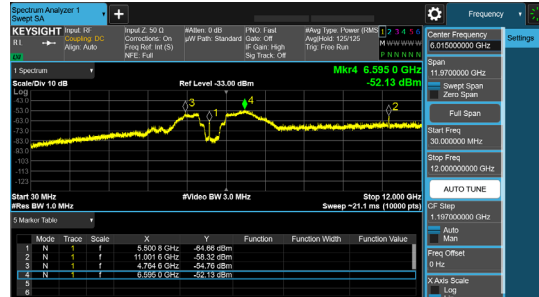 Spectrum Analyzer 1
Swept SA
+
Frequency
KEYSIGHT
Input: RF
Coupling: DC
Align: Auto
Input Z: 50 Ω
Corrections: On
Freq Ref: Int (S)
NFE: Full
#Atten: 0 dB
µW Path: Standard
PNO: Fast
Gate: Off
IF Gain: High
Sig Track: Off
#Avg Type: Power (RMS
Avg|Hold: 125/125
Trig: Free Run
1 2 3 4 5 6
M W W W W W
P N N N N N
1 Spectrum
Scale/Div 10 dB
Ref Level -33.00 dBm
Mkr4 6.595 0 GHz
-52.13 dBm
Log
-43.0
-53.0
-63.0
-73.0
-83.0
-93.0
-103
-113
-123
3
1
4
2
Start 30 MHz
#Res BW 1.0 MHz
#Video BW 3.0 MHz
Stop 12.000 GHz
Sweep ~21.1 ms (10000 pts)
5 Marker Table
Mode Trace Scale X Y Function Function Width Function Value
1 N 1 f 5.500 8 GHz -64.66 dBm
2 N 1 f 11.001 6 GHz -58.32 dBm
3 N 1 f 4.764 6 GHz -54.76 dBm
4 N 1 f 6.595 0 GHz -52.13 dBm
5
6
Center Frequency
6.015000000 GHz
Settings
Span
11.9700000 GHz
Swept Span
Zero Span
Full Span
Start Freq
30.000000 MHz
Stop Freq
12.000000000 GHz
AUTO TUNE
CF Step
1.197000000 GHz
Auto
Man
Freq Offset
0 Hz
X Axis Scale
Log